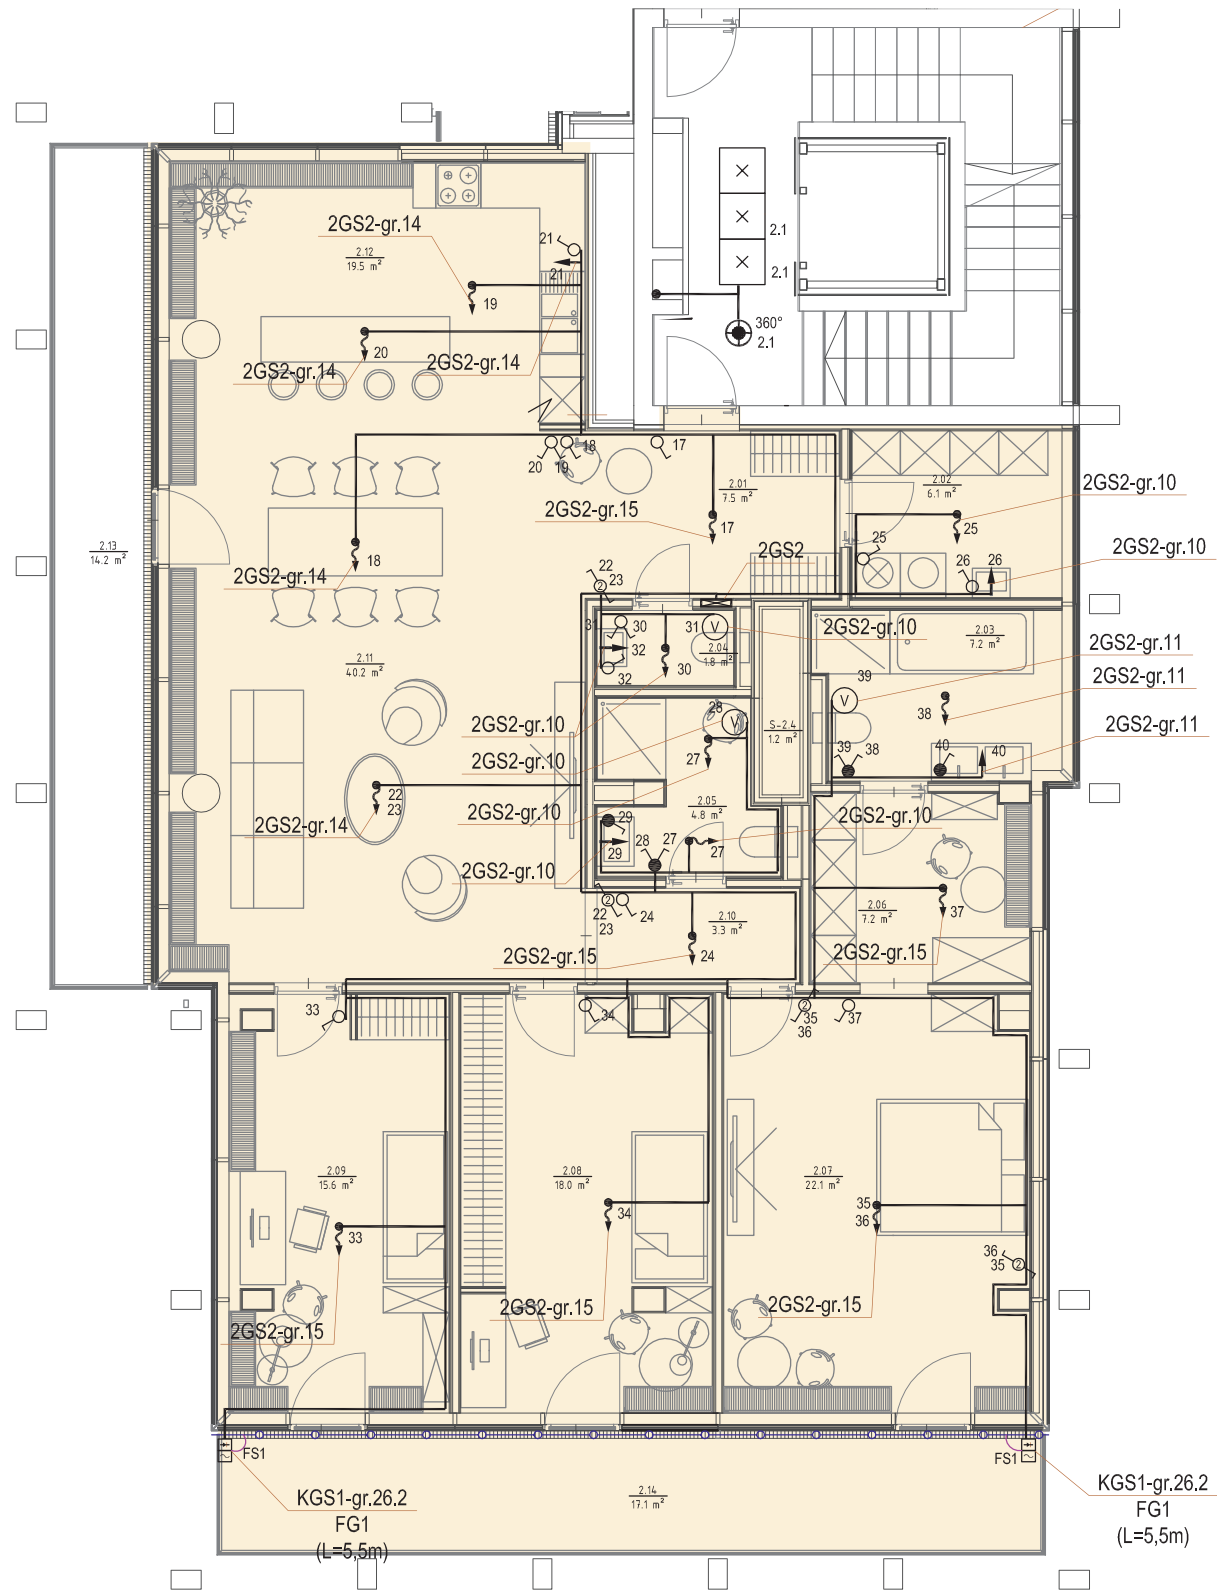 2GS2-gr.14
21
2.12
19.5 m²
21
2.1
2.1
19
360°
2.1
20
2GS2-gr.14
2GS2-gr.14
20
19
18
17
2.01
7.5 m²
2.02
6.1 m²
2GS2-gr.10
2GS2-gr.15
17
25
2.13
14.2 m²
18
2GS2
25
2GS2-gr.10
2GS2-gr.14
22
23
26
26
31
30
31
2GS2-gr.10
2.03
7.2 m²
2GS2-gr.11
32
2.04
1.8 m²
2.11
40.2 m²
32
30
39
2GS2-gr.11
28
38
2GS2-gr.10
S-2.4
1.2 m²
2GS2-gr.11
2GS2-gr.10
27
39
38
40
40
22
23
2GS2-gr.10
2.05
4.8 m²
2GS2-gr.10
2GS2-gr.14
29
29
28
27
27
2GS2-gr.10
22
23
24
2.10
3.3 m²
2.06
7.2 m²
37
2GS2-gr.15
24
2GS2-gr.15
33
34
35
36
37
2.09
15.6 m²
2.08
18.0 m²
2.07
22.1 m²
33
34
35
36
36
35
2GS2-gr.15
2GS2-gr.15
2GS2-gr.15
FS1
FS1
KGS1-gr.26.2
FG1
(L=5,5m)
2.14
17.1 m²
KGS1-gr.26.2
FG1
(L=5,5m)